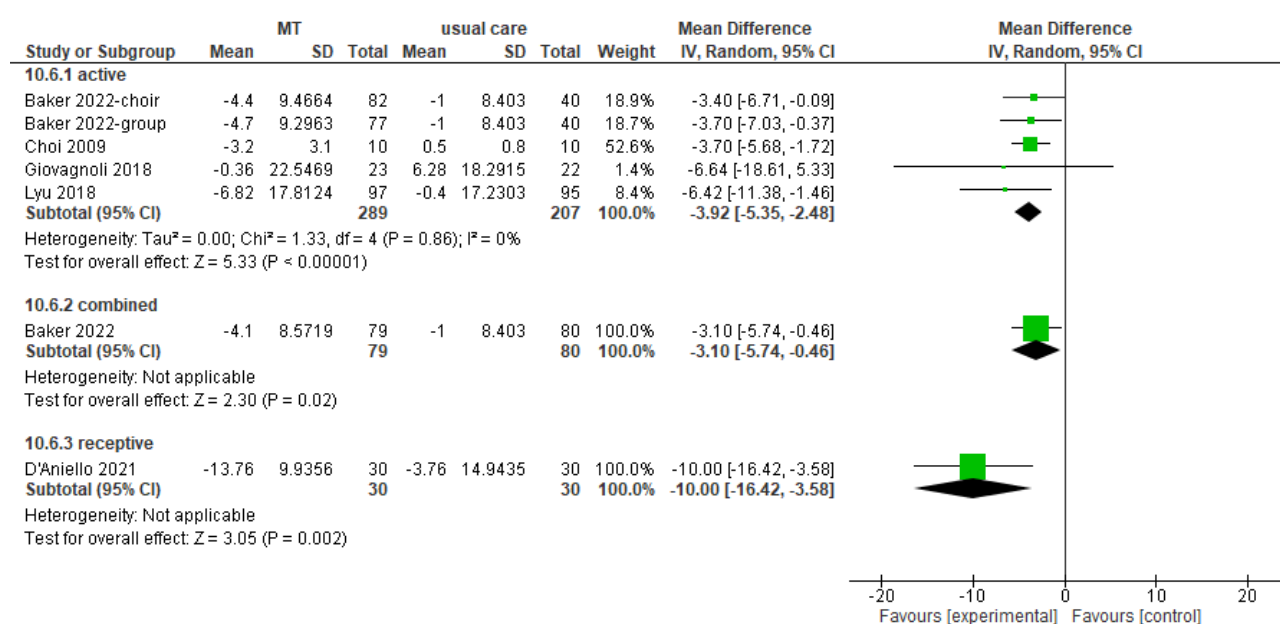 MT usual care Mean Difference Mean Difference
Study or Subgroup Mean SD Total Mean SD Total Weight IV, Random, 95% CI IV, Random, 95% CI
10.6.1 active
Baker 2022-choir -4.4 9.4664 82 -1 8.403 40 18.9% -3.40 [-6.71, -0.09]
Baker 2022-group -4.7 9.2963 77 -1 8.403 40 18.7% -3.70 [-7.03, -0.37]
Choi 2009 -3.2 3.1 10 0.5 0.8 10 52.6% -3.70 [-5.68, -1.72]
Giovagnoli 2018 -0.36 22.5469 23 6.28 18.2915 22 1.4% -6.64 [-18.61, 5.33]
Lyu 2018 -6.82 17.8124 97 -0.4 17.2303 95 8.4% -6.42 [-11.38, -1.46]
Subtotal (95% CI) 289 207 100.0% -3.92 [-5.35, -2.48]
Heterogeneity: Tau² = 0.00; Chi² = 1.33, df = 4 (P = 0.86); I² = 0%
Test for overall effect: Z = 5.33 (P < 0.00001)
10.6.2 combined
Baker 2022 -4.1 8.5719 79 -1 8.403 80 100.0% -3.10 [-5.74, -0.46]
Subtotal (95% CI) 79 80 100.0% -3.10 [-5.74, -0.46]
Heterogeneity: Not applicable
Test for overall effect: Z = 2.30 (P = 0.02)
10.6.3 receptive
D'Aniello 2021 -13.76 9.9356 30 -3.76 14.9435 30 100.0% -10.00 [-16.42, -3.58]
Subtotal (95% CI) 30 30 100.0% -10.00 [-16.42, -3.58]
Heterogeneity: Not applicable
Test for overall effect: Z = 3.05 (P = 0.002)
-20 -10 0 10 20
Favours [experimental] Favours [control]